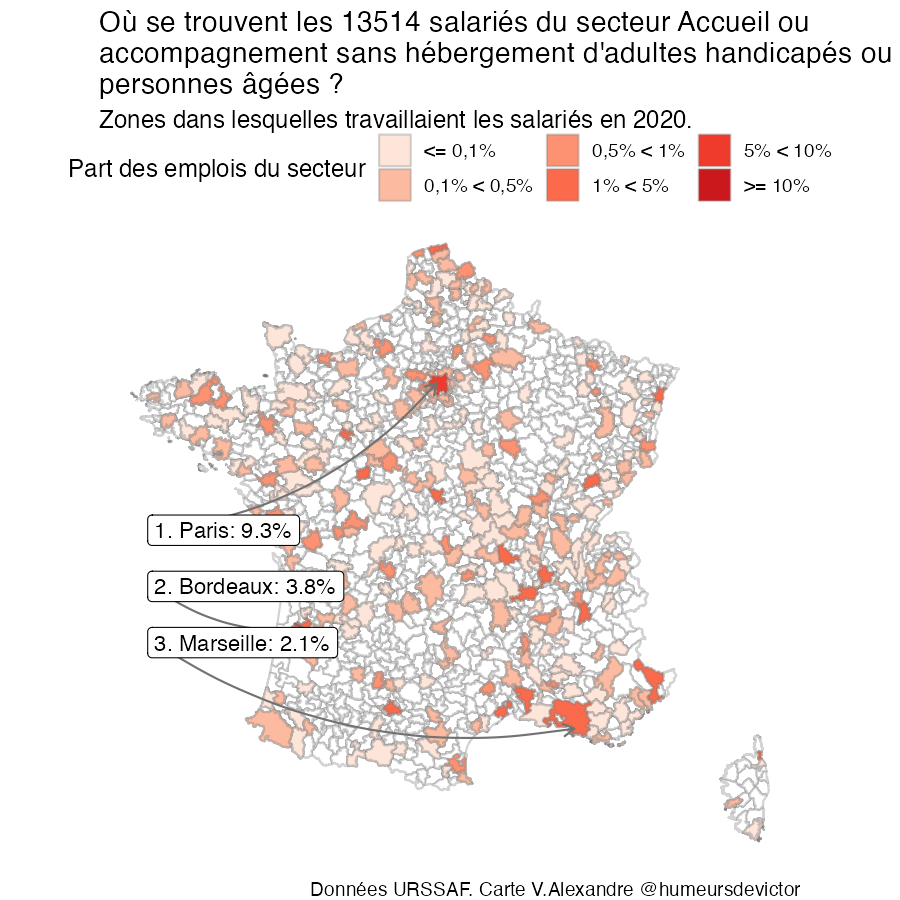 Où se trouvent les 13514 salariés du secteur Accueil ou
accompagnement sans hébergement d'adultes handicapés ou
personnes âgées ?
Zones dans lesquelles travaillaient les salariés en 2020.
Part des emplois du secteur
<= 0,1%
0,5% < 1%
5% < 10%
0,1% < 0,5%
1% < 5%
>= 10%
1. Paris: 9.3%
2. Bordeaux: 3.8%
3. Marseille: 2.1%
Données URSSAF. Carte V.Alexandre @humeursdevictor